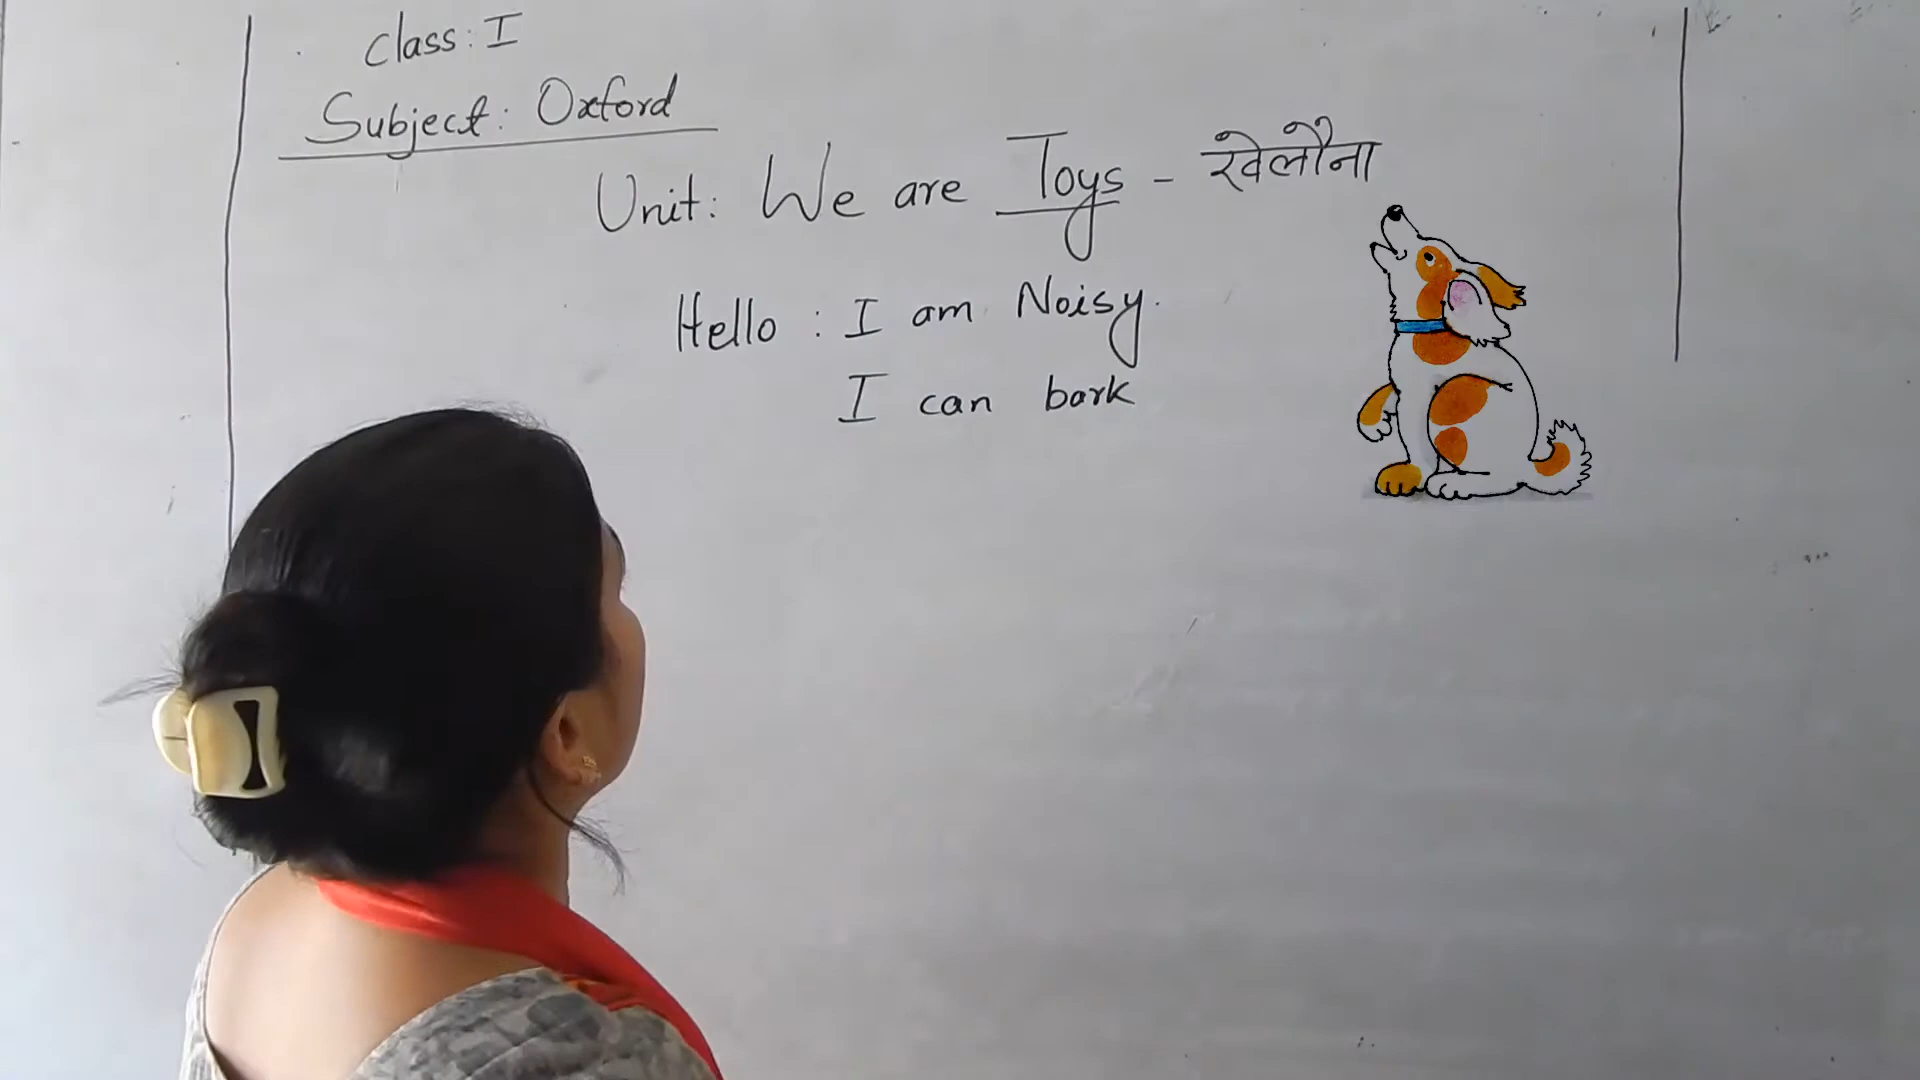 Class: I
Subject: Oxford
Unit: We are Toys - खेलौना
Hello : I am Noisy.
I can bark